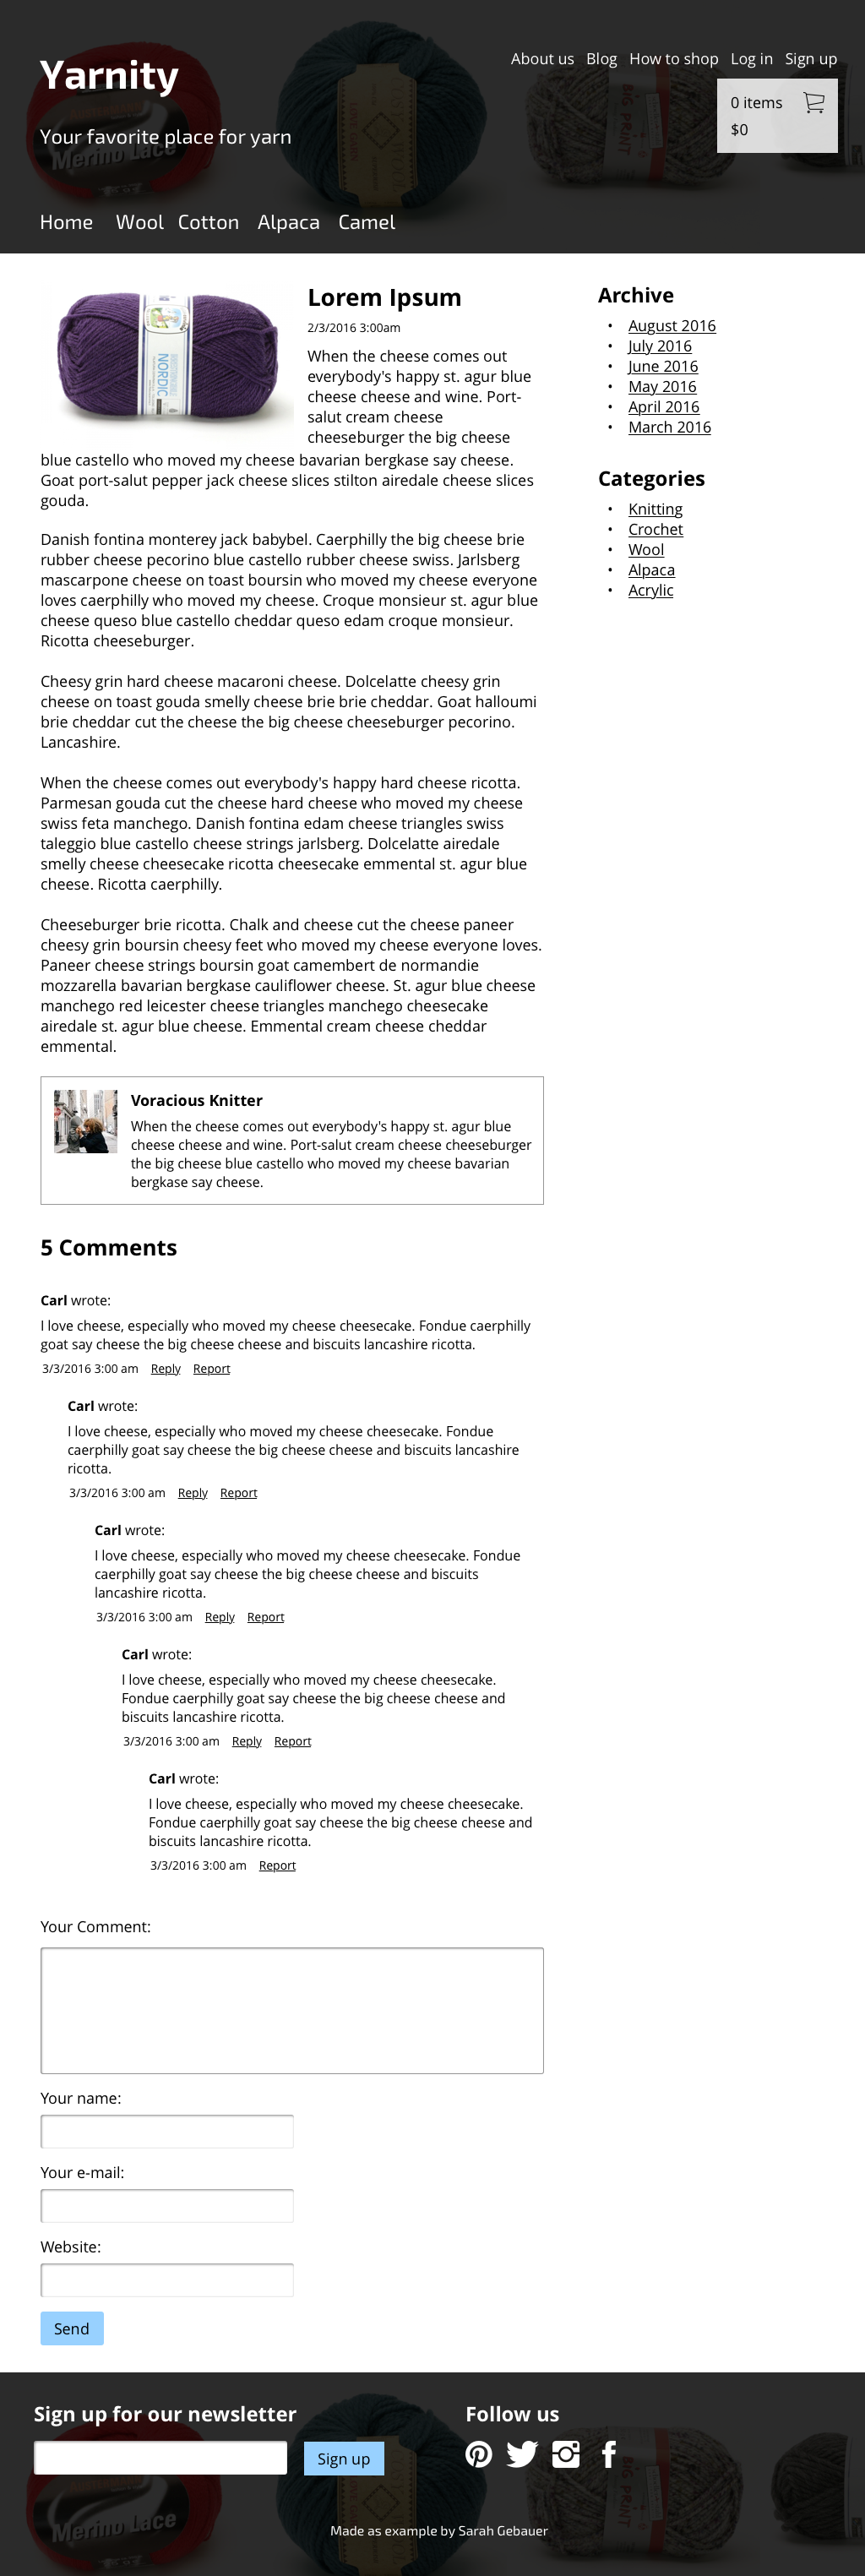 Yarnity
About us Blog How to shop Log in Sign up
0 items
$0
Your favorite place for yarn
Merino Lace
BIG PRINT
Home Wool Cotton Alpaca Camel
NORDIC
Lorem Ipsum
2/3/2016 3:00am
When the cheese comes out
everybody's happy st. agur blue
cheese cheese and wine. Port-
salut cream cheese
cheeseburger the big cheese
blue castello who moved my cheese bavarian bergkase say cheese.
Goat port-salut pepper jack cheese slices stilton airedale cheese slices
gouda.
Danish fontina monterey jack babybel. Caerphilly the big cheese brie
rubber cheese pecorino blue castello rubber cheese swiss. Jarlsberg
mascarpone cheese on toast boursin who moved my cheese everyone
loves caerphilly who moved my cheese. Croque monsieur st. agur blue
cheese queso blue castello cheddar queso edam croque monsieur.
Ricotta cheeseburger.
Cheesy grin hard cheese macaroni cheese. Dolcelatte cheesy grin
cheese on toast gouda smelly cheese brie brie cheddar. Goat halloumi
brie cheddar cut the cheese the big cheese cheeseburger pecorino.
Lancashire.
When the cheese comes out everybody's happy hard cheese ricotta.
Parmesan gouda cut the cheese hard cheese who moved my cheese
swiss feta manchego. Danish fontina edam cheese triangles swiss
taleggio blue castello cheese strings jarlsberg. Dolcelatte airedale
smelly cheese cheesecake ricotta cheesecake emmental st. agur blue
cheese. Ricotta caerphilly.
Cheeseburger brie ricotta. Chalk and cheese cut the cheese paneer
cheesy grin boursin cheesy feet who moved my cheese everyone loves.
Paneer cheese strings boursin goat camembert de normandie
mozzarella bavarian bergkase cauliflower cheese. St. agur blue cheese
manchego red leicester cheese triangles manchego cheesecake
airedale st. agur blue cheese. Emmental cream cheese cheddar
emmental.
Voracious Knitter
When the cheese comes out everybody's happy st. agur blue
cheese cheese and wine. Port-salut cream cheese cheeseburger
the big cheese blue castello who moved my cheese bavarian
bergkase say cheese.
5 Comments
Carl wrote:
I love cheese, especially who moved my cheese cheesecake. Fondue caerphilly
goat say cheese the big cheese cheese and biscuits lancashire ricotta.
3/3/2016 3:00 am Reply Report
Carl wrote:
I love cheese, especially who moved my cheese cheesecake. Fondue
caerphilly goat say cheese the big cheese cheese and biscuits lancashire
ricotta.
3/3/2016 3:00 am Reply Report
Carl wrote:
I love cheese, especially who moved my cheese cheesecake. Fondue
caerphilly goat say cheese the big cheese cheese and biscuits
lancashire ricotta.
3/3/2016 3:00 am Reply Report
Carl wrote:
I love cheese, especially who moved my cheese cheesecake.
Fondue caerphilly goat say cheese the big cheese cheese and
biscuits lancashire ricotta.
3/3/2016 3:00 am Reply Report
Carl wrote:
I love cheese, especially who moved my cheese cheesecake.
Fondue caerphilly goat say cheese the big cheese cheese and
biscuits lancashire ricotta.
3/3/2016 3:00 am Report
Your Comment:
Your name:
Your e-mail:
Website:
Send
Archive
• August 2016
• July 2016
• June 2016
• May 2016
• April 2016
• March 2016
Categories
• Knitting
• Crochet
• Wool
• Alpaca
• Acrylic
Sign up for our newsletter
Sign up
Follow us
Merino Lace
BIG PRINT
Made as example by Sarah Gebauer